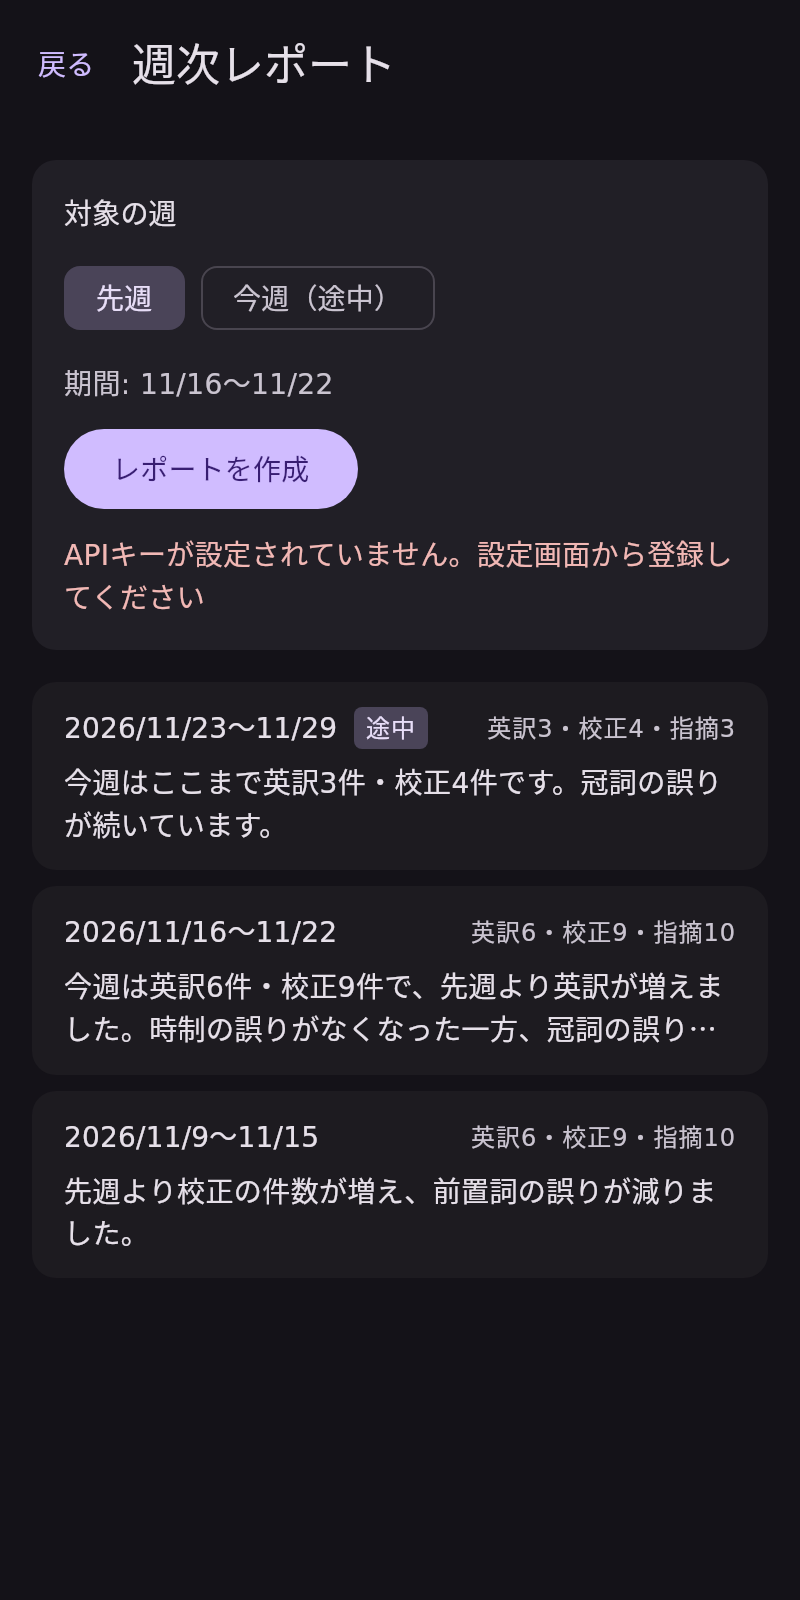 戻る 週次レポート
対象の週
先週 今週（途中）
期間: 11/16〜11/22
レポートを作成
APIキーが設定されていません。設定画面から登録し
てください
2026/11/23〜11/29 途中 英訳3・校正4・指摘3
今週はここまで英訳3件・校正4件です。冠詞の誤り
が続いています。
2026/11/16〜11/22 英訳6・校正9・指摘10
今週は英訳6件・校正9件で、先週より英訳が増えま
した。時制の誤りがなくなった一方、冠詞の誤り…
2026/11/9〜11/15 英訳6・校正9・指摘10
先週より校正の件数が増え、前置詞の誤りが減りま
した。